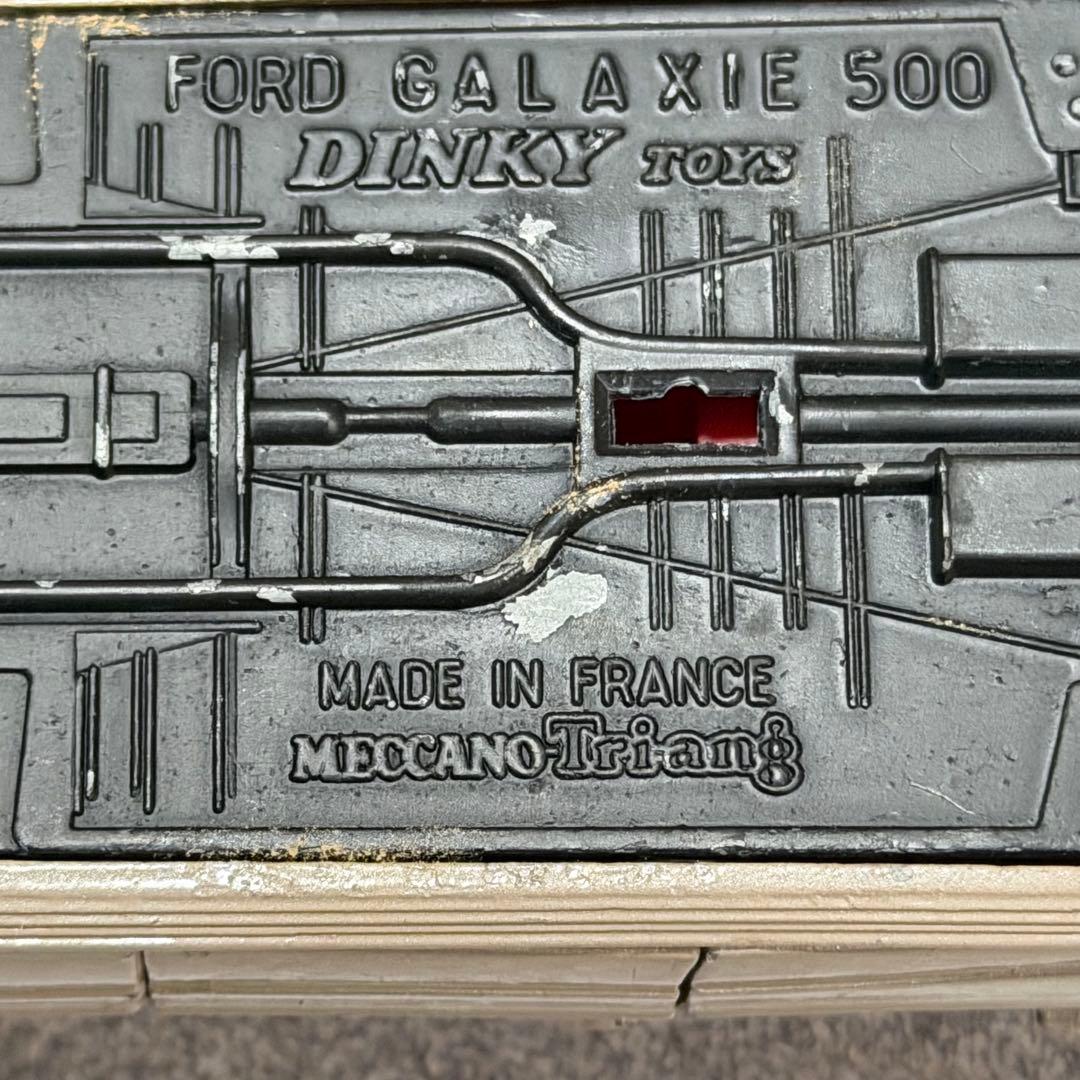 FORD GALAXIE 500
DINKY TOYS
MADE IN FRANCE
MECCANO-Tri-ang